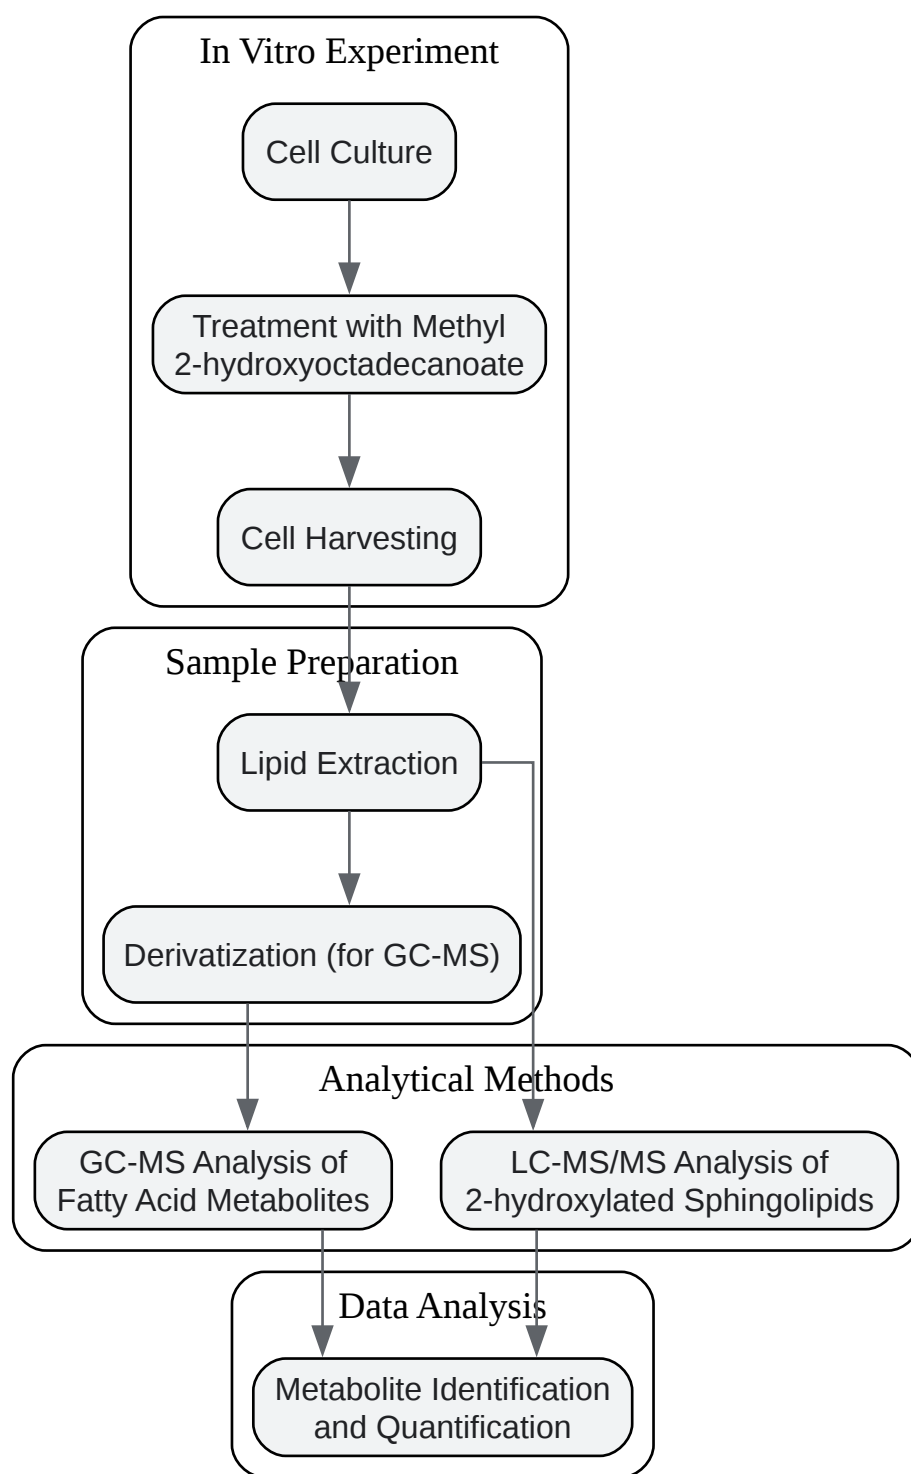 In Vitro Experiment
Cell Culture
Treatment with Methyl
2-hydroxyoctadecanoate
Cell Harvesting
Sample Preparation
Lipid Extraction
Derivatization (for GC-MS)
Analytical Methods
GC-MS Analysis of
Fatty Acid Metabolites
LC-MS/MS Analysis of
2-hydroxylated Sphingolipids
Data Analysis
Metabolite Identification
and Quantification